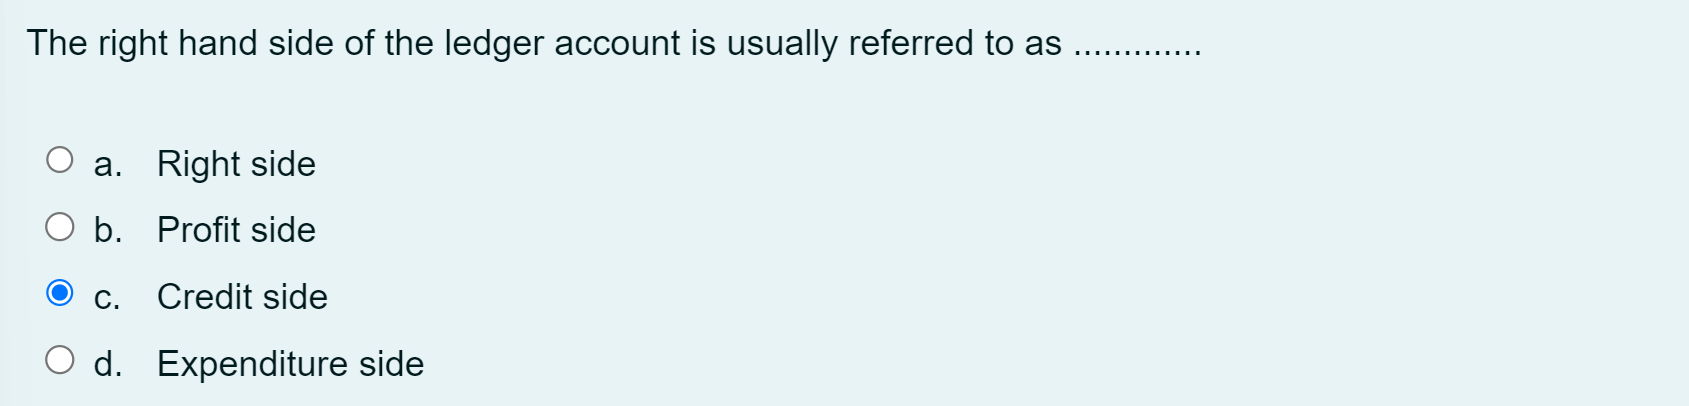 The right hand side of the ledger account is usually referred to as .............
a. Right side
b. Profit side
c. Credit side
d. Expenditure side